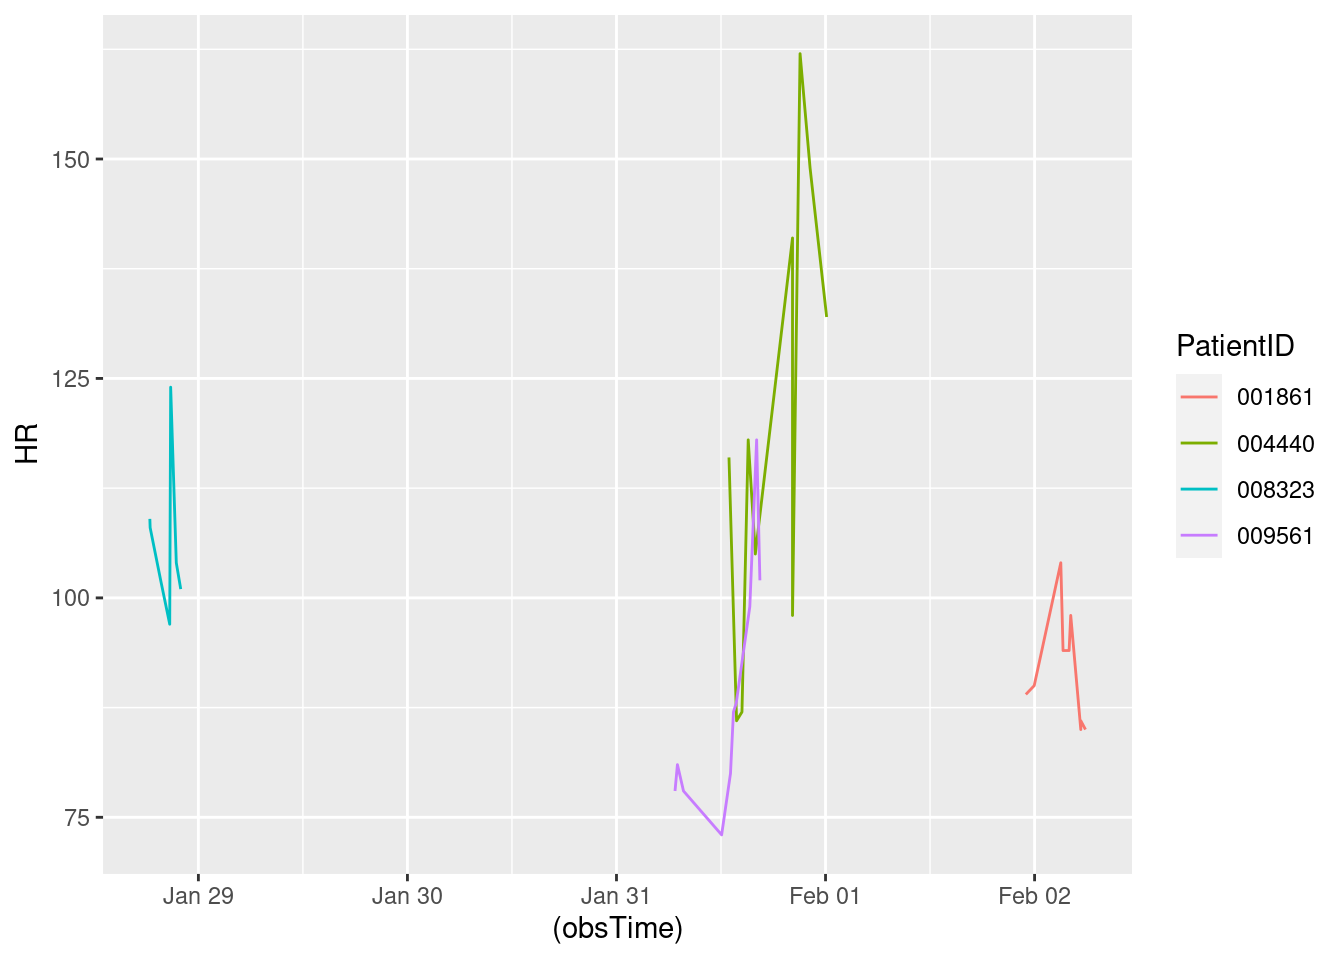 HR
150
125
100
75
Jan 29
Jan 30
Jan 31
Feb 01
Feb 02
(obsTime)
PatientID
001861
004440
008323
009561